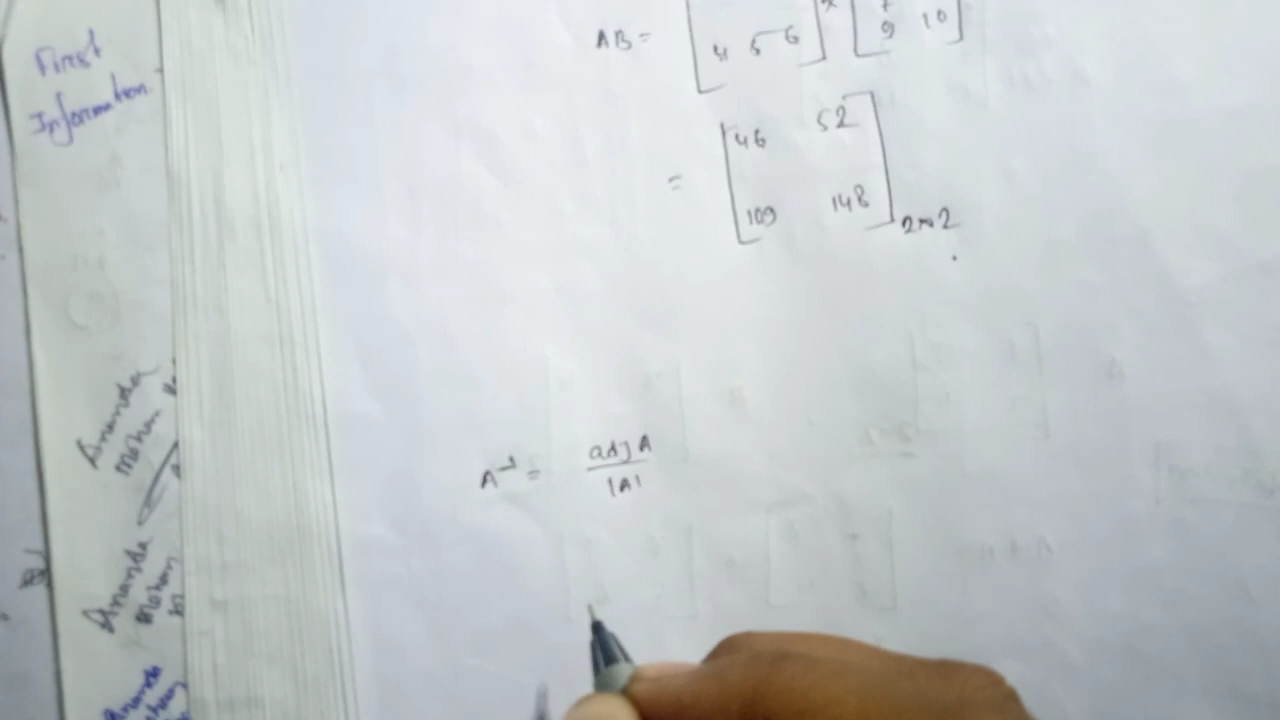 First
Information
AB =
4 5 6
9 10
=
46 52
109 148
2×2
A⁻¹ = adj A
|A|
Ananda
mohan
Ananda
mohan
Ananda